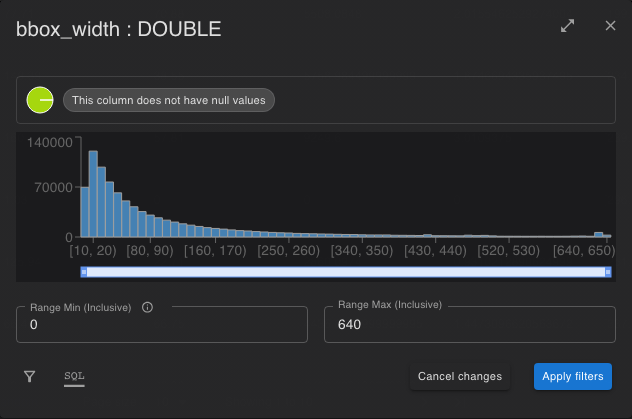 bbox_width : DOUBLE
This column does not have null values
140000
70000
0
[10, 20) [80, 90) [160, 170) [250, 260) [340, 350) [430, 440) [520, 530) [640, 650)
Range Min (Inclusive)
0
Range Max (Inclusive)
640
SQL
Cancel changes
Apply filters